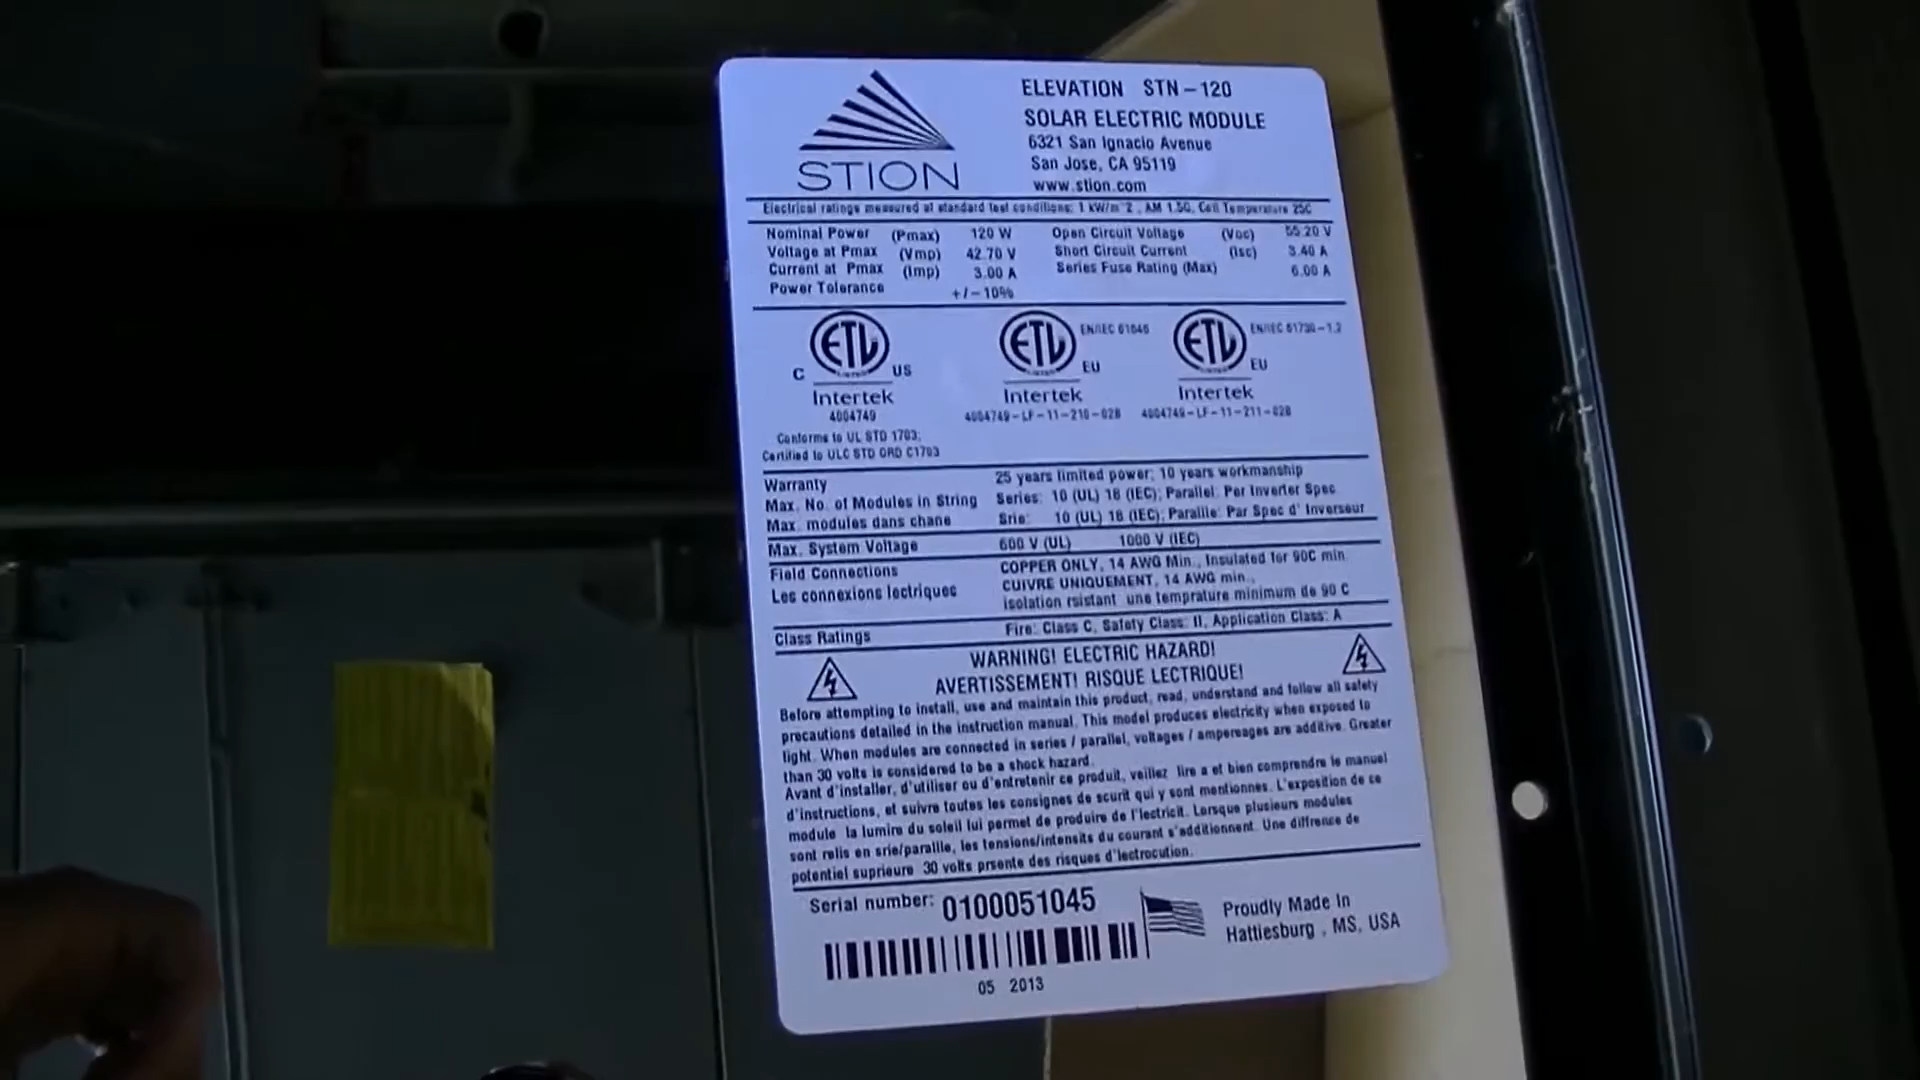 STION
ELEVATION STN-120
SOLAR ELECTRIC MODULE
6321 San Ignacio Avenue
San Jose, CA 95119
www.stion.com
Electrical ratings measured at standard test conditions: 1 kW/m^2, AM 1.5G, Cell Temperature 25C
Nominal Power (Pmax) 120 W Open Circuit Voltage (Voc) 55.20 V
Voltage at Pmax (Vmp) 42.70 V Short Circuit Current (Isc) 3.40 A
Current at Pmax (Imp) 3.00 A Series Fuse Rating (Max) 6.00 A
Power Tolerance +/-10%
ETL ETL EN/IEC 61646 ETL EN/IEC 61730-1,2
C US EU EU
Intertek Intertek Intertek
4004749 4004749-LF-11-210-02B 4004749-LF-11-211-02B
Conforms to UL STD 1703;
Certified to ULC STD ORD C1703
Warranty 25 years limited power; 10 years workmanship
Max. No. of Modules in String Series: 10 (UL) 18 (IEC); Parallel: Per Inverter Spec
Max. modules dans chane Srie: 10 (UL) 18 (IEC); Parallle: Par Spec d' Inverseur
Max. System Voltage 600 V (UL) 1000 V (IEC)
Field Connections COPPER ONLY, 14 AWG Min., Insulated for 90C min.
Les connexions lectriques CUIVRE UNIQUEMENT, 14 AWG min.,
isolation rsistant une temprature minimum de 90 C
Class Ratings Fire: Class C, Safety Class: II, Application Class: A
WARNING! ELECTRIC HAZARD!
AVERTISSEMENT! RISQUE LECTRIQUE!
Before attempting to install, use and maintain this product, read, understand and follow all safety
precautions detailed in the instruction manual. This model produces electricity when exposed to
light. When modules are connected in series / parallel, voltages / ampereages are additive. Greater
than 30 volts is considered to be a shock hazard.
Avant d'installer, d'utiliser ou d'entretenir ce produit, veillez lire a et bien comprendre le manuel
d'instructions, et suivre toutes les consignes de scurit qui y sont mentionnes. L'exposition de ce
module la lumire du soleil lui permet de produire de l'lectricit. Lorsque plusieurs modules
sont relis en srie/parallle, les tensions/intensits du courant s'additionnent. Une diffrence de
potentiel suprieure 30 volts prsente des risques d'lectrocution.
Serial number: 0100051045
05 2013
Proudly Made In
Hattiesburg , MS, USA